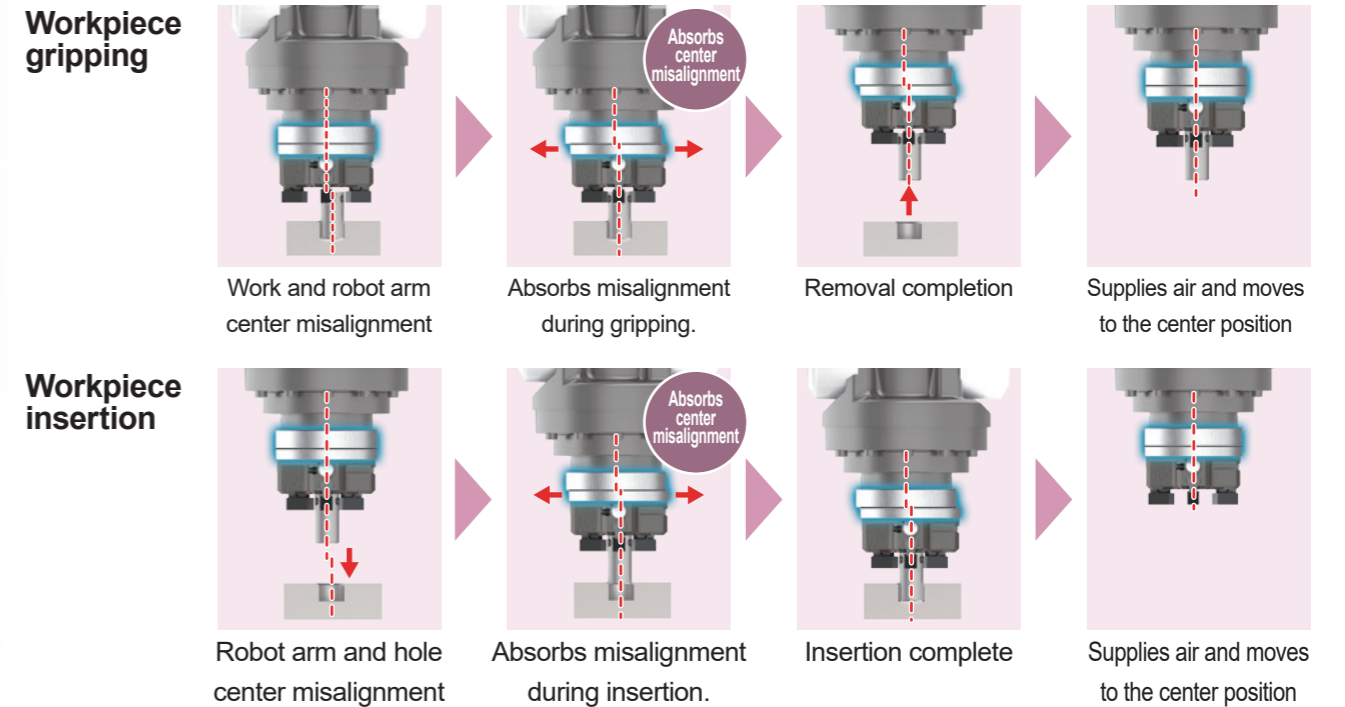 Workpiece
gripping
Absorbs
center
misalignment
Work and robot arm
center misalignment
Absorbs misalignment
during gripping.
Removal completion
Supplies air and moves
to the center position
Workpiece
insertion
Absorbs
center
misalignment
Robot arm and hole
center misalignment
Absorbs misalignment
during insertion.
Insertion complete
Supplies air and moves
to the center position